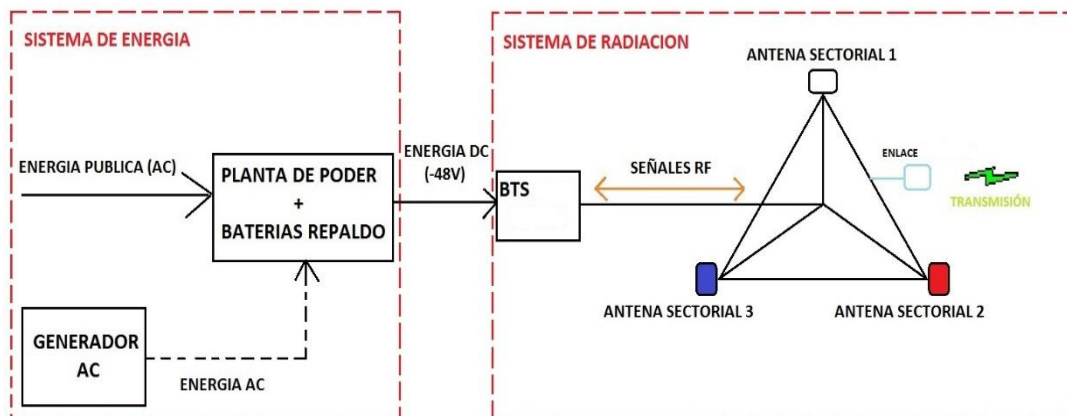 SISTEMA DE ENERGIA
ENERGIA PUBLICA (AC)
PLANTA DE PODER
+
BATERIAS REPALDO
GENERADOR
AC
ENERGIA AC
ENERGIA DC
(-48V)
SISTEMA DE RADIACION
BTS
SEÑALES RF
ANTENA SECTORIAL 1
ENLACE
TRANSMISIÓN
ANTENA SECTORIAL 3
ANTENA SECTORIAL 2